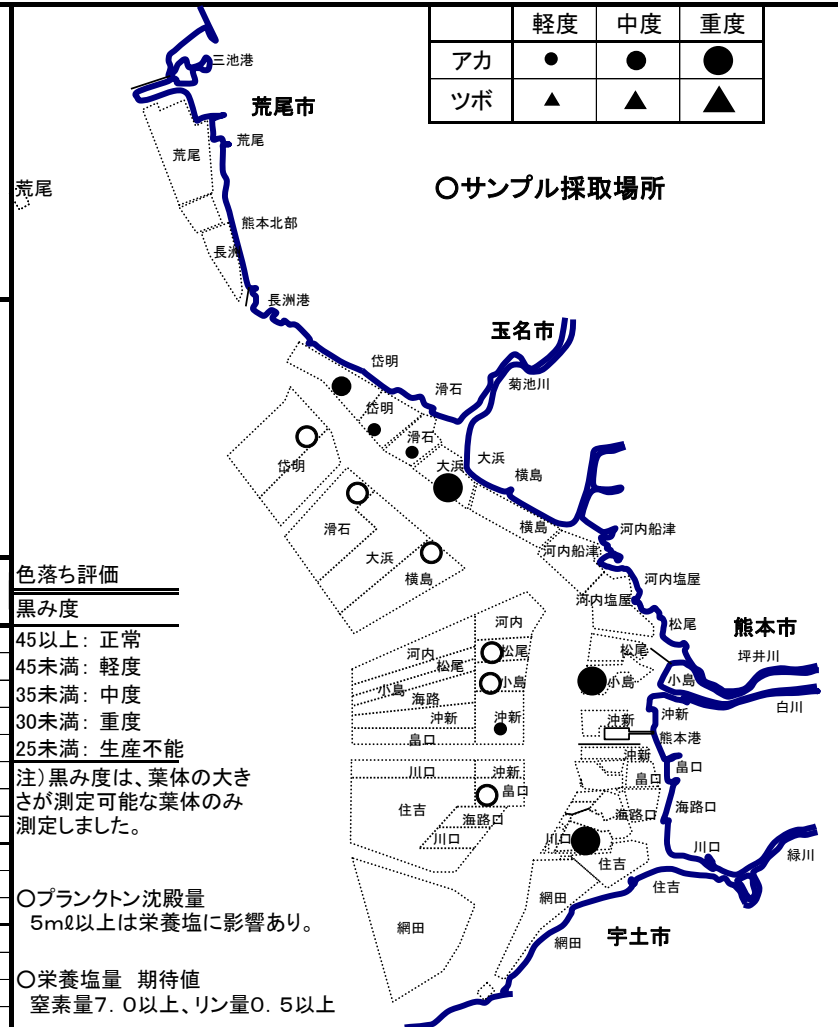 軽度 中度 重度
アカ ● ● ●
ツボ ▲ ▲ ▲
三池港
荒尾市
荒尾
荒尾
荒尾
○サンプル採取場所
熊本北部
長洲
長洲港
玉名市
岱明
滑石
菊池川
岱明
滑石
大浜
大浜
横島
岱明
滑石
大浜
横島
横島
河内船津
河内船津
河内塩屋
河内塩屋
松尾
熊本市
坪井川
河内
河内
松尾
松尾
松尾
小島
小島
小島
小島
白川
海路
沖新
沖新
沖新
沖新
熊本港
畠口
沖新
川口
沖新
畠口
畠口
畠口
住吉
海路口
海路口
海路口
川口
川口
川口
緑川
住吉
住吉
網田
網田
網田
宇土市
色落ち評価
黒み度
45以上: 正常
45未満: 軽度
35未満: 中度
30未満: 重度
25未満: 生産不能
注)黒み度は、葉体の大き
さが測定可能な葉体のみ
測定しました。
○プランクトン沈殿量
5mℓ以上は栄養塩に影響あり。
○栄養塩量 期待値
窒素量7．0以上、リン量0．5以上